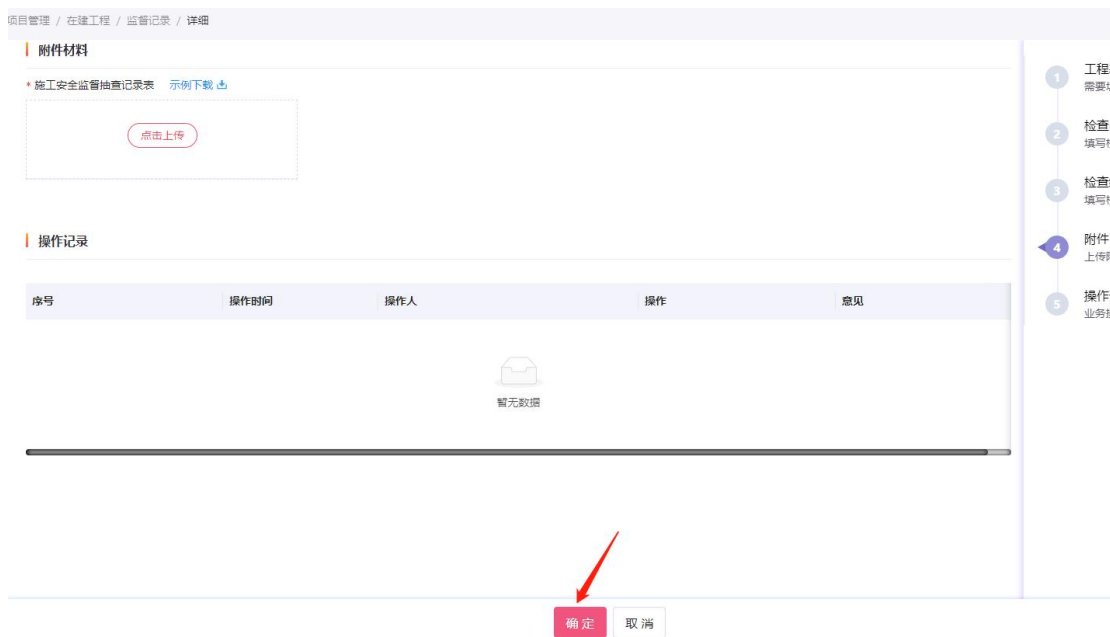 项目管理 / 在建工程 / 监督记录 / 详细
附件材料
* 施工安全监督抽查记录表 示例下载
点击上传
操作记录
序号 操作时间 操作人 操作 意见
暂无数据
确定 取消
1 工程
需要
2 检查
填写
3 检查
填写
4 附件
上传
5 操作
业务